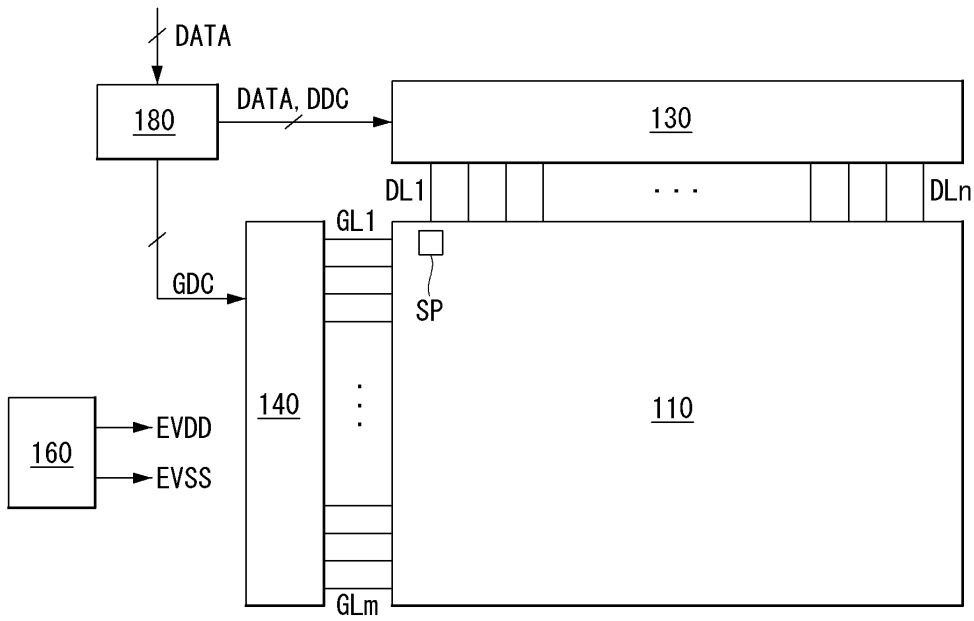 DATA
180
DATA, DDC
130
DL1
...
DLn
GL1
GDC
SP
140
110
160
EVDD
EVSS
GLm